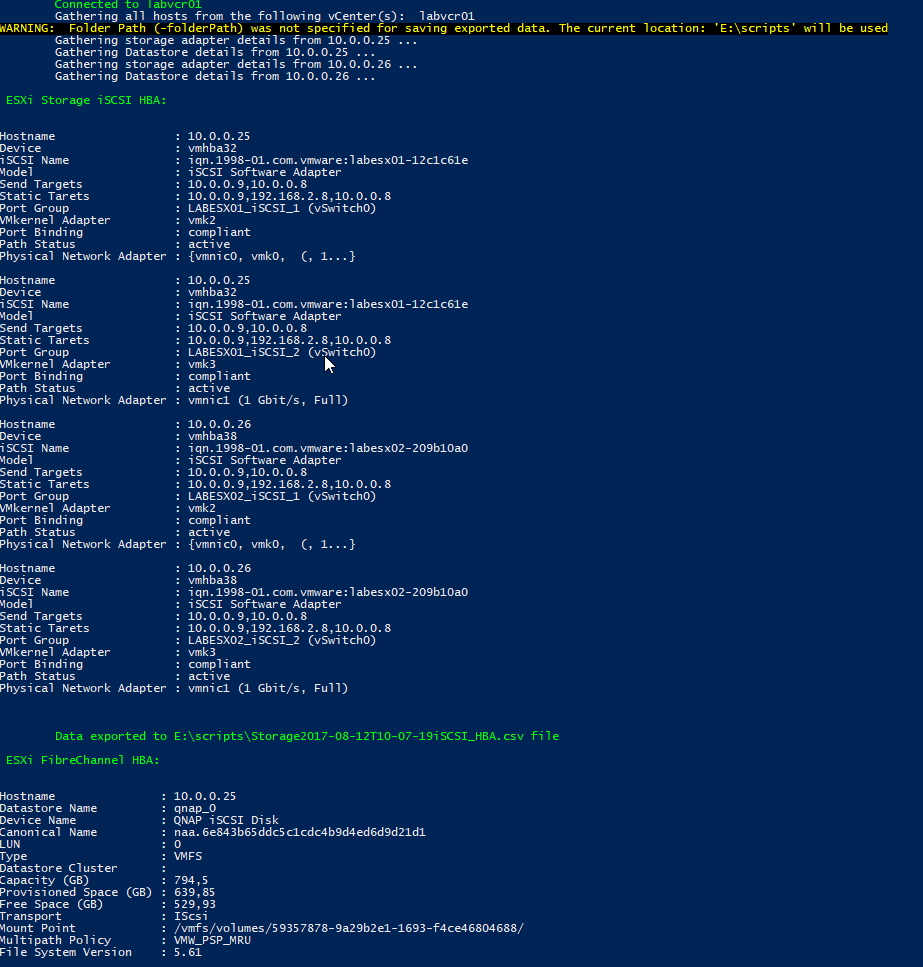 Connected to labvcr01
Gathering all hosts from the following vCenter(s):  labvcr01
WARNING:  Folder Path (-folderPath) was not specified for saving exported data. The current location: 'E:\scripts' will be used
Gathering storage adapter details from 10.0.0.25 ...
Gathering Datastore details from 10.0.0.25 ...
Gathering storage adapter details from 10.0.0.26 ...
Gathering Datastore details from 10.0.0.26 ...
ESXi Storage iSCSI HBA:
Hostname                 : 10.0.0.25
Device                   : vmhba32
iSCSI Name               : iqn.1998-01.com.vmware:labesx01-12c1c61e
Model                    : iSCSI Software Adapter
Send Targets             : 10.0.0.9,10.0.0.8
Static Tarets            : 10.0.0.9,192.168.2.8,10.0.0.8
Port Group               : LABESX01_iSCSI_1 (vSwitch0)
VMkernel Adapter         : vmk2
Port Binding             : compliant
Path Status              : active
Physical Network Adapter : {vmnic0, vmk0,  (, 1...}
Hostname                 : 10.0.0.25
Device                   : vmhba32
iSCSI Name               : iqn.1998-01.com.vmware:labesx01-12c1c61e
Model                    : iSCSI Software Adapter
Send Targets             : 10.0.0.9,10.0.0.8
Static Tarets            : 10.0.0.9,192.168.2.8,10.0.0.8
Port Group               : LABESX01_iSCSI_2 (vSwitch0)
VMkernel Adapter         : vmk3
Port Binding             : compliant
Path Status              : active
Physical Network Adapter : vmnic1 (1 Gbit/s, Full)
Hostname                 : 10.0.0.26
Device                   : vmhba38
iSCSI Name               : iqn.1998-01.com.vmware:labesx02-209b10a0
Model                    : iSCSI Software Adapter
Send Targets             : 10.0.0.9,10.0.0.8
Static Tarets            : 10.0.0.9,192.168.2.8,10.0.0.8
Port Group               : LABESX02_iSCSI_1 (vSwitch0)
VMkernel Adapter         : vmk2
Port Binding             : compliant
Path Status              : active
Physical Network Adapter : {vmnic0, vmk0,  (, 1...}
Hostname                 : 10.0.0.26
Device                   : vmhba38
iSCSI Name               : iqn.1998-01.com.vmware:labesx02-209b10a0
Model                    : iSCSI Software Adapter
Send Targets             : 10.0.0.9,10.0.0.8
Static Tarets            : 10.0.0.9,192.168.2.8,10.0.0.8
Port Group               : LABESX02_iSCSI_2 (vSwitch0)
VMkernel Adapter         : vmk3
Port Binding             : compliant
Path Status              : active
Physical Network Adapter : vmnic1 (1 Gbit/s, Full)
Data exported to E:\scripts\Storage2017-08-12T10-07-19iSCSI_HBA.csv file
ESXi FibreChannel HBA:
Hostname               : 10.0.0.25
Datastore Name         : qnap_0
Device Name            : QNAP iSCSI Disk
Canonical Name         : naa.6e843b65ddc5c1cdc4b9d4ed6d9d21d1
LUN                    : 0
Type                   : VMFS
Datastore Cluster      :
Capacity (GB)          : 794,5
Provisioned Space (GB) : 639,85
Free Space (GB)        : 529,93
Transport              : IScsi
Mount Point            : /vmfs/volumes/59357878-9a29b2e1-1693-f4ce46804688/
Multipath Policy       : VMW_PSP_MRU
File System Version    : 5.61